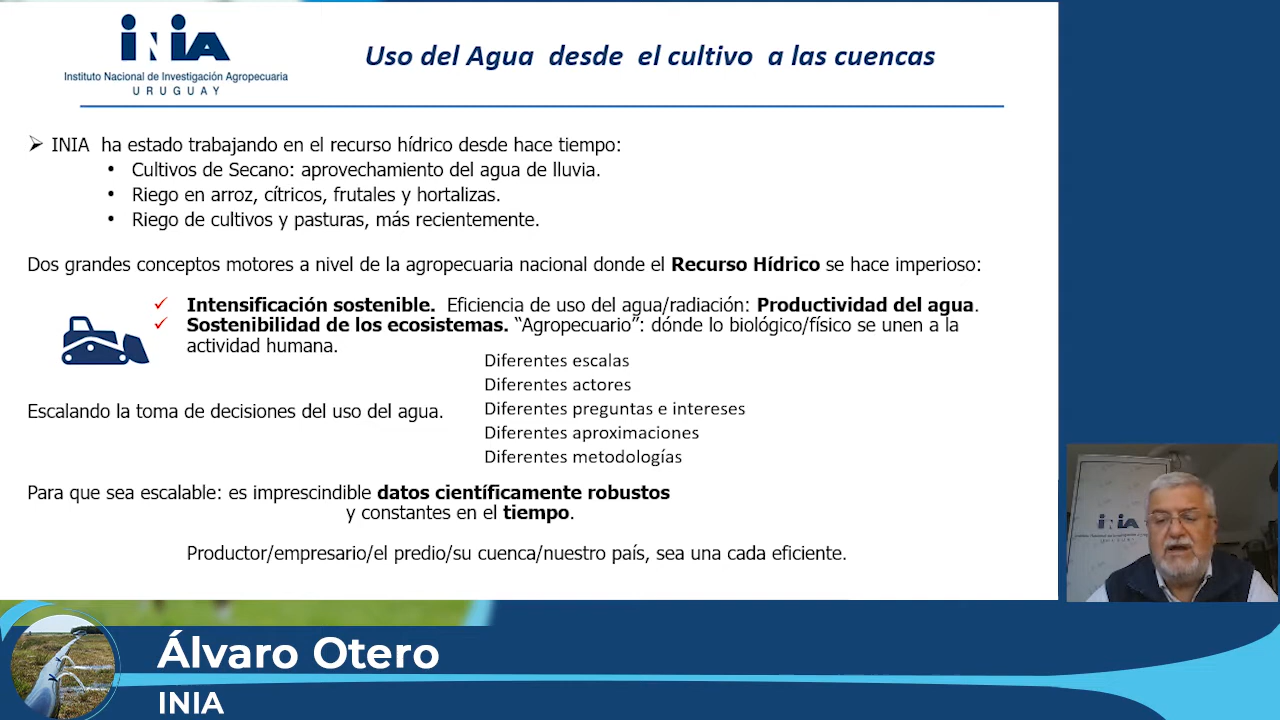 INIA
Instituto Nacional de Investigación Agropecuaria
URUGUAY
Uso del Agua desde el cultivo a las cuencas
INIA ha estado trabajando en el recurso hídrico desde hace tiempo:
• Cultivos de Secano: aprovechamiento del agua de lluvia.
• Riego en arroz, cítricos, frutales y hortalizas.
• Riego de cultivos y pasturas, más recientemente.
Dos grandes conceptos motores a nivel de la agropecuaria nacional donde el Recurso Hídrico se hace imperioso:
Intensificación sostenible. Eficiencia de uso del agua/radiación: Productividad del agua.
Sostenibilidad de los ecosistemas. “Agropecuario”: dónde lo biológico/físico se unen a la
actividad humana.
Diferentes escalas
Diferentes actores
Escalando la toma de decisiones del uso del agua.
Diferentes preguntas e intereses
Diferentes aproximaciones
Diferentes metodologías
Para que sea escalable: es imprescindible datos científicamente robustos
y constantes en el tiempo.
Productor/empresario/el predio/su cuenca/nuestro país, sea una cada eficiente.
INIA
Álvaro Otero
INIA